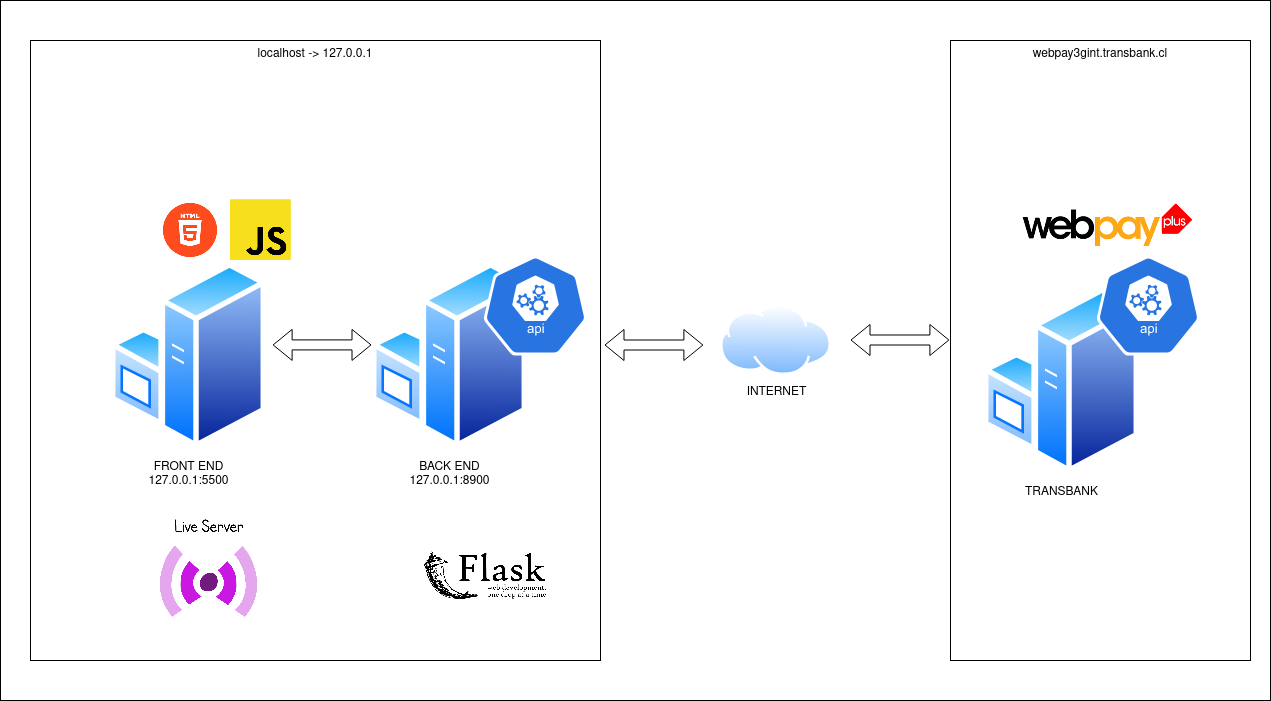 localhost -> 127.0.0.1
webpay3gint.transbank.cl
HTML
5
JS
webpay plus
api
api
INTERNET
FRONT END
127.0.0.1:5500
BACK END
127.0.0.1:8900
TRANSBANK
Live Server
Flask
web development,
one drop at a time